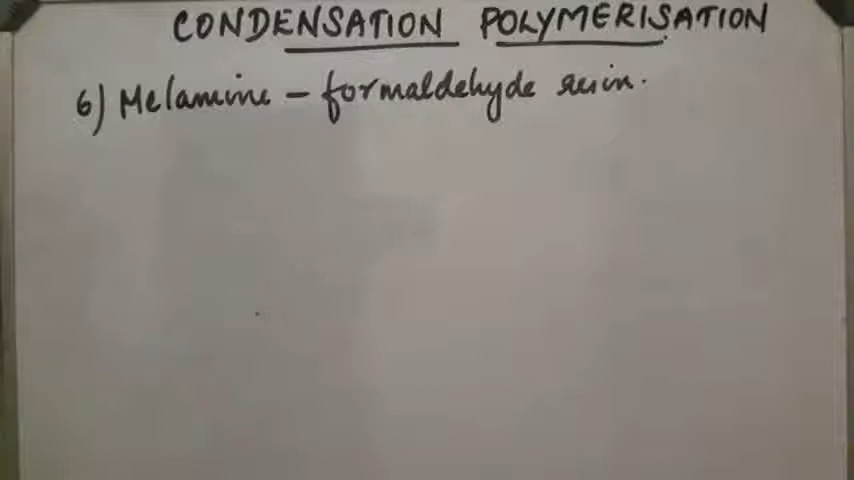 CONDENSATION POLYMERISATION
6) Melamine - formaldehyde resin.